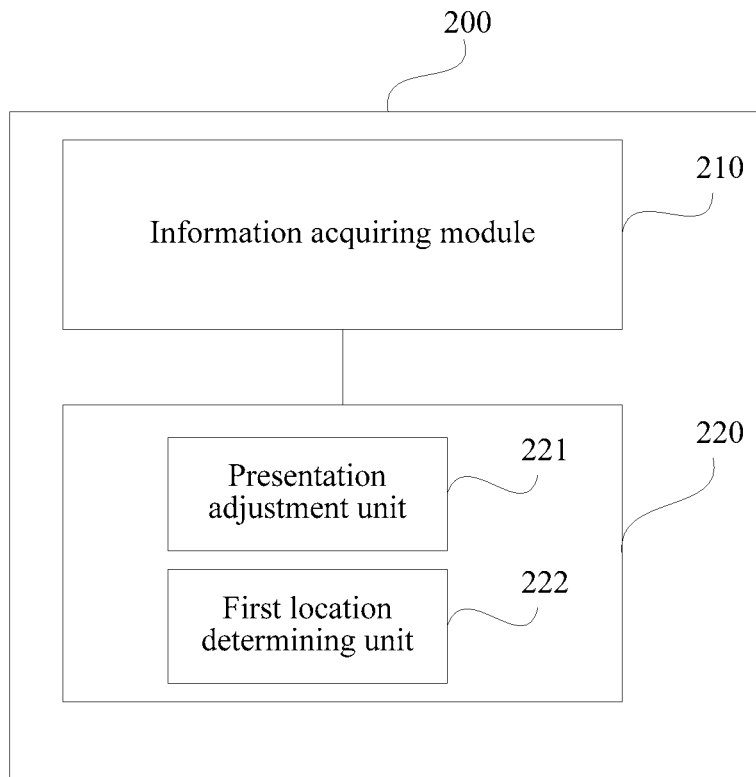 200
Information acquiring module
210
220
Presentation
adjustment unit
221
First location
determining unit
222